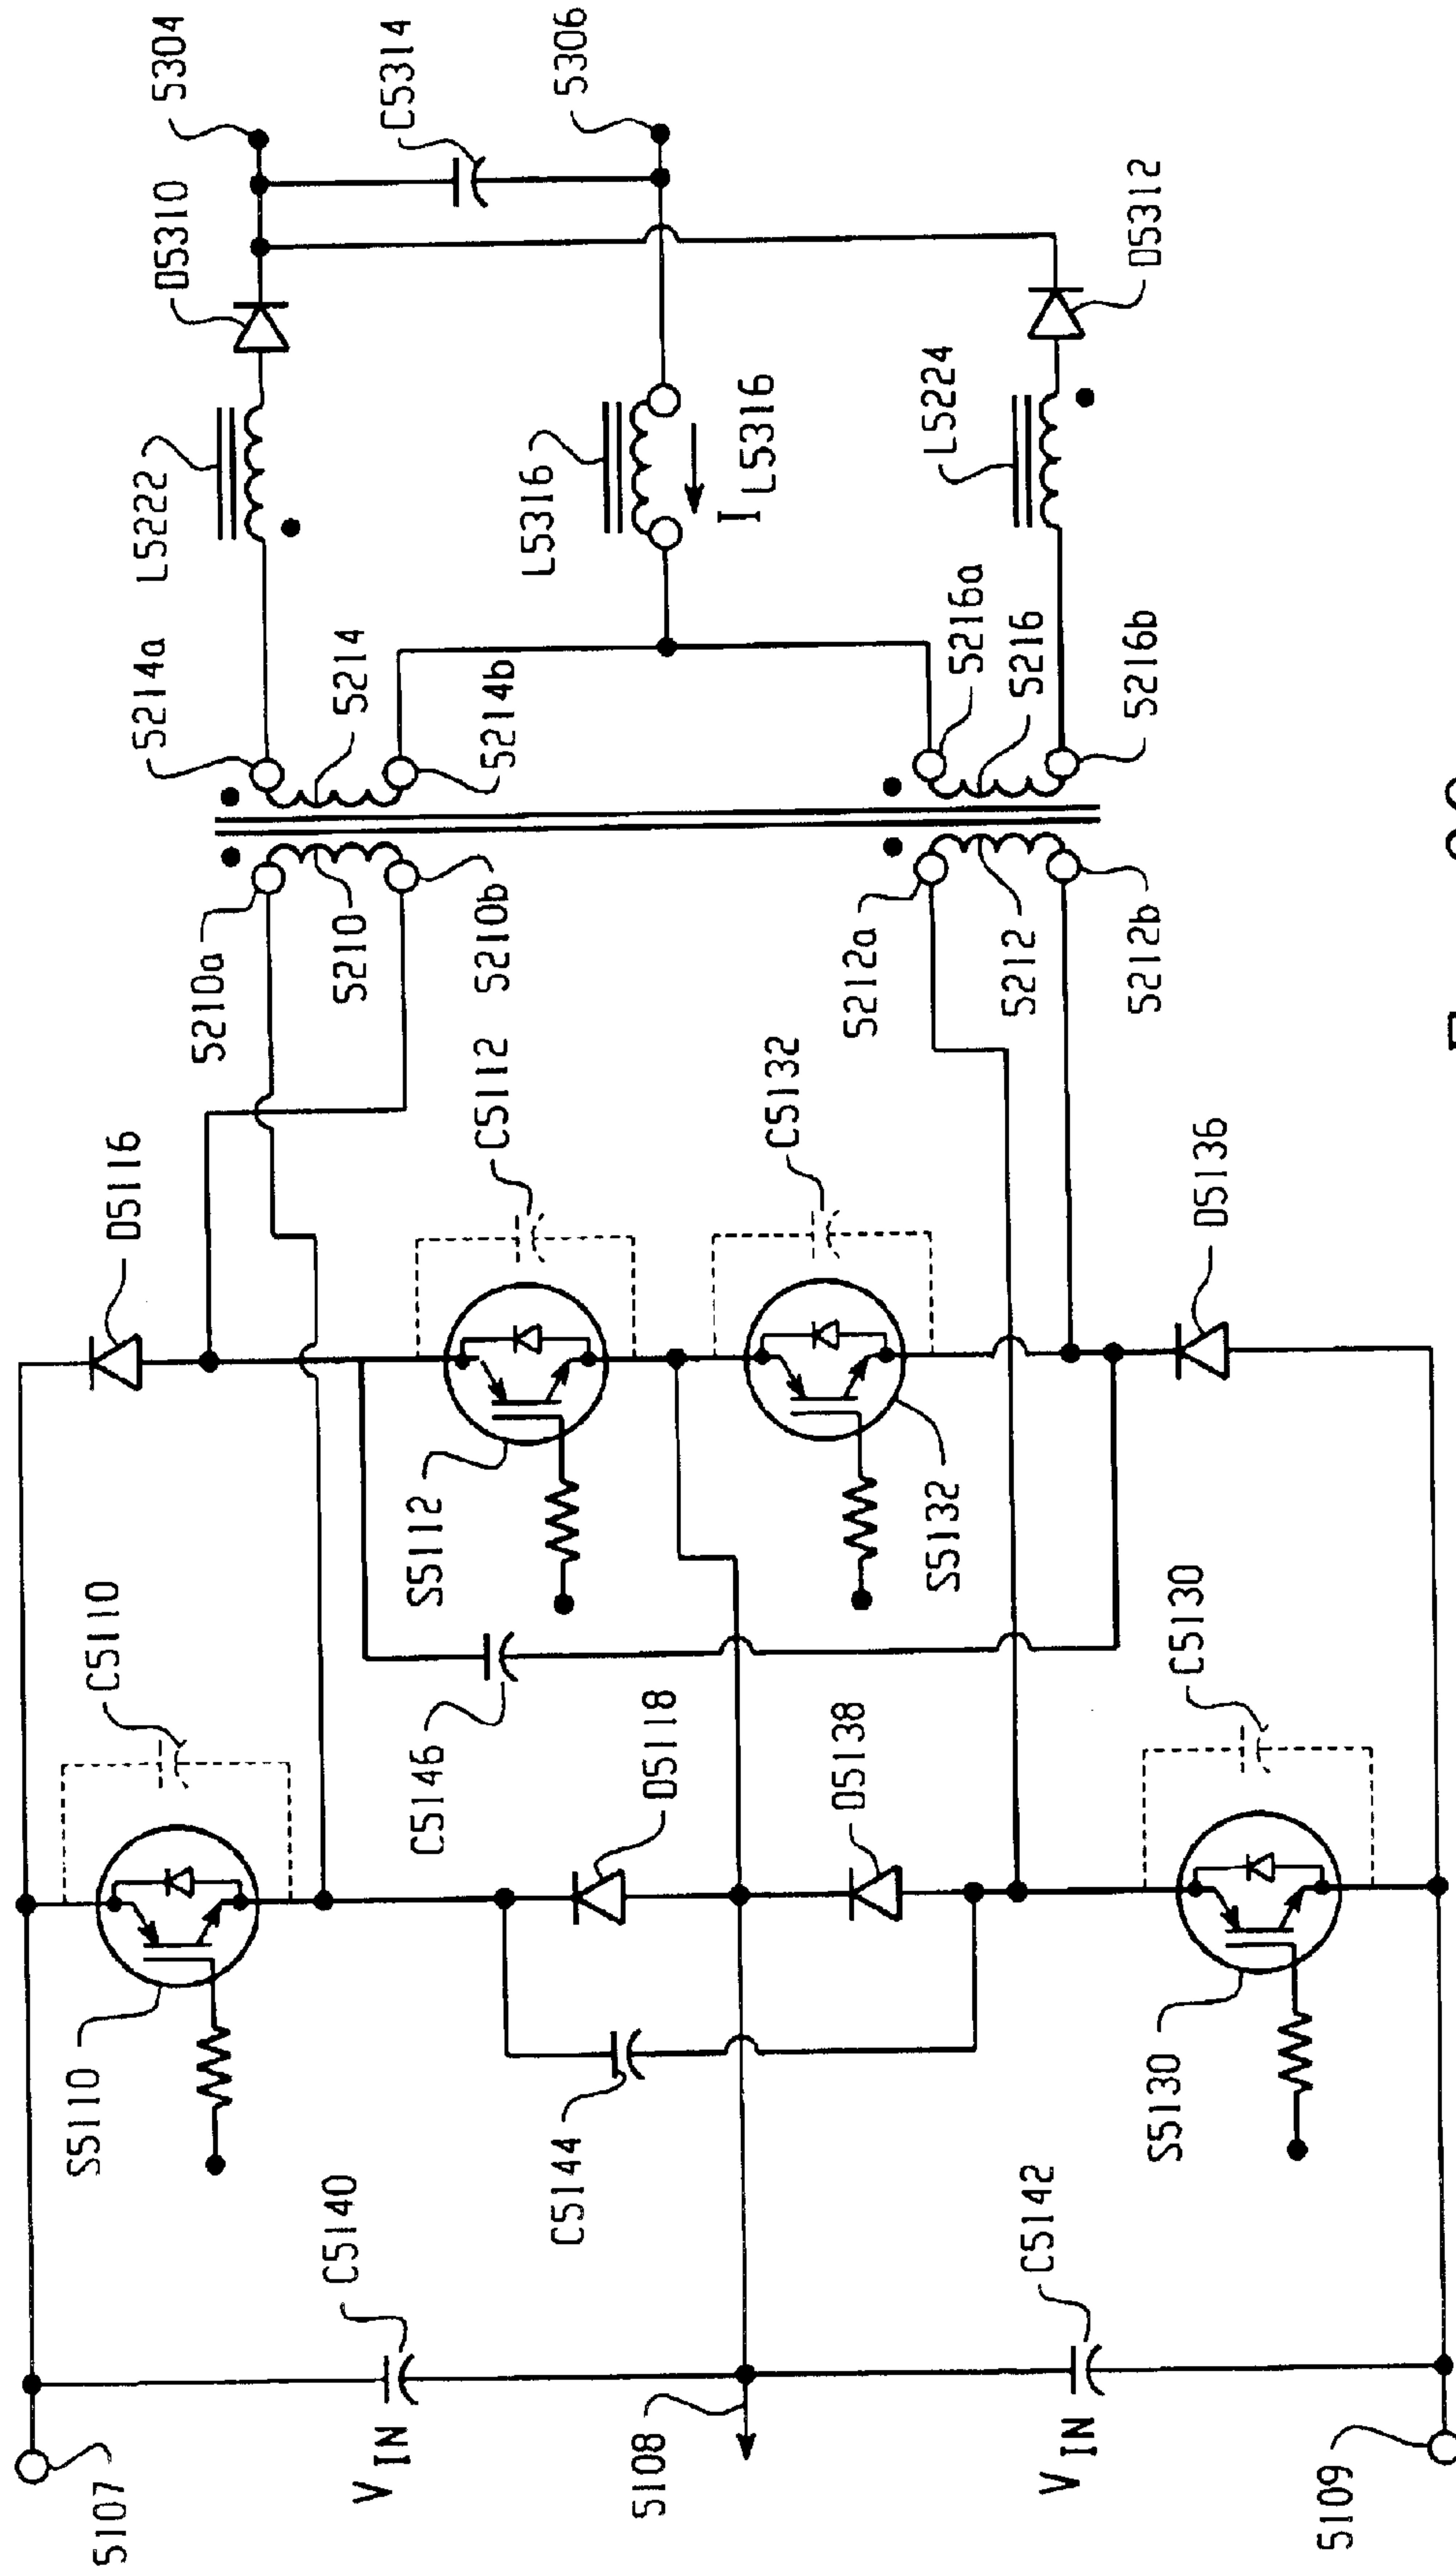 5107
V IN
C5140
5108
V IN
C5142
5109
S5110
C5110
C5144
C5146
D5118
D5138
S5130
C5130
D5116
S5112
C5112
S5132
C5132
D5136
5210a
5210
5210b
5212a
5212
5212b
5214a
5214
5214b
5216a
5216
5216b
L5222
L5316
I L5316
L5224
D5310
D5312
C5314
5304
5306